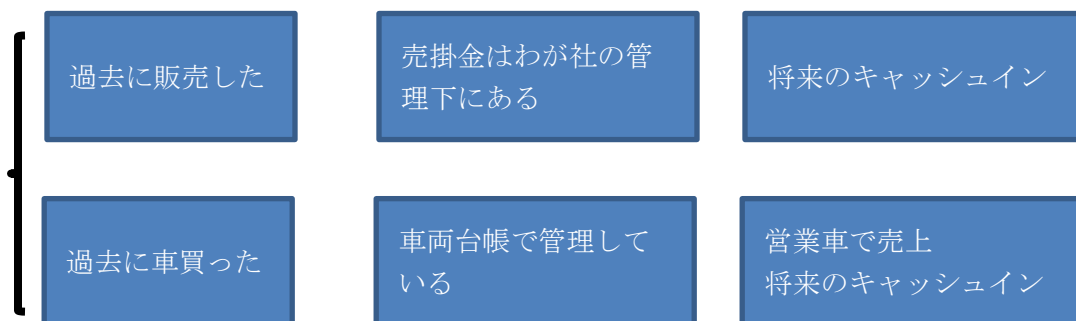 過去に販売した
売掛金はわが社の管
理下にある
将来のキャッシュイン
過去に車買った
車両台帳で管理して
いる
営業車で売上
将来のキャッシュイン